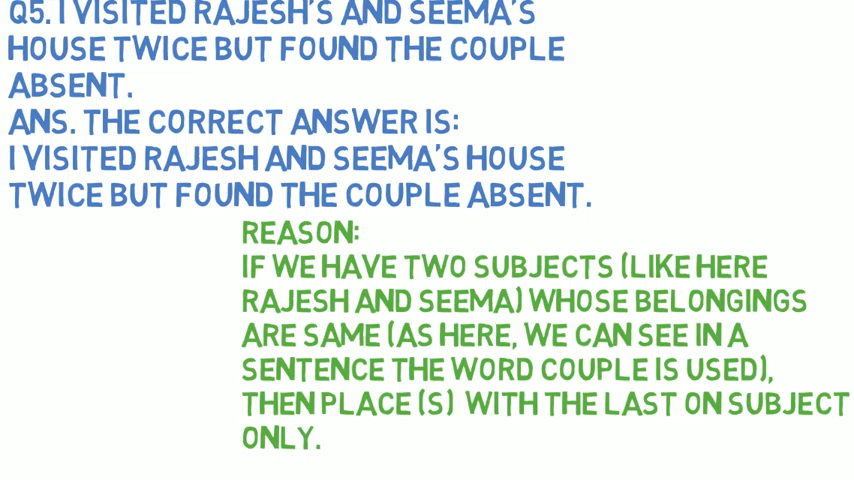 Q5. I VISITED RAJESH'S AND SEEMA'S
HOUSE TWICE BUT FOUND THE COUPLE
ABSENT.
ANS. THE CORRECT ANSWER IS:
I VISITED RAJESH AND SEEMA'S HOUSE
TWICE BUT FOUND THE COUPLE ABSENT.
REASON:
IF WE HAVE TWO SUBJECTS (LIKE HERE
RAJESH AND SEEMA) WHOSE BELONGINGS
ARE SAME (AS HERE, WE CAN SEE IN A
SENTENCE THE WORD COUPLE IS USED),
THEN PLACE (S) WITH THE LAST ON SUBJECT
ONLY.